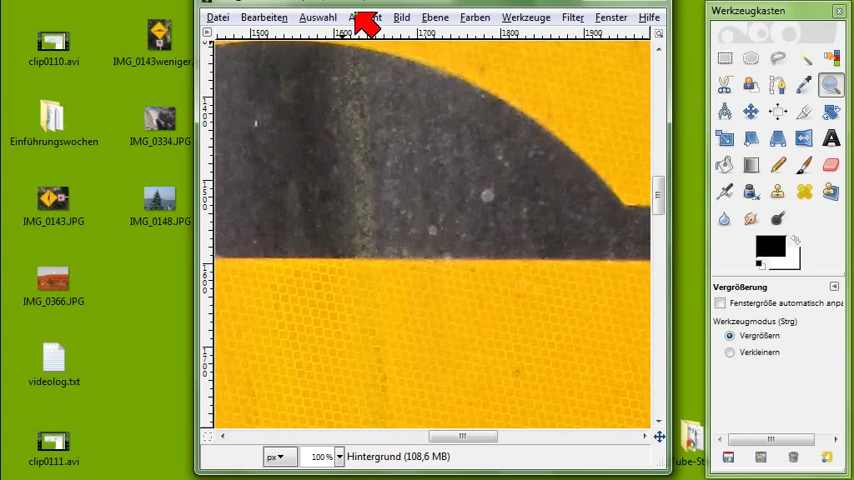 Datei Bearbeiten Auswahl Bild Ebene Farben Werkzeuge Filter Fenster Hilfe
Werkzeugkasten
1500 1600 1700 1800 1900
clip0110.avi
IMG_0143weniger.
Einführungswochen
IMG_0334.JPG
IMG_0143.JPG
IMG_0148.JPG
IMG_0366.JPG
videolog.txt
clip0111.avi
Vergrößerung
Fenstergröße automatisch anpa
Werkzeugmodus (Strg)
Vergrößern
Verkleinern
px 100 % Hintergrund (108,6 MB)